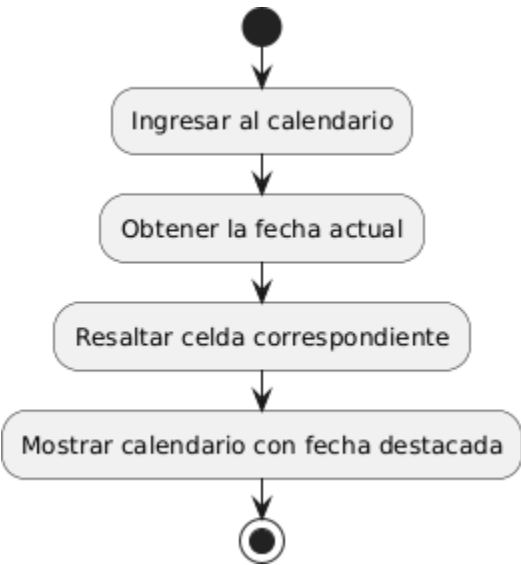 Ingresar al calendario
Obtener la fecha actual
Resaltar celda correspondiente
Mostrar calendario con fecha destacada